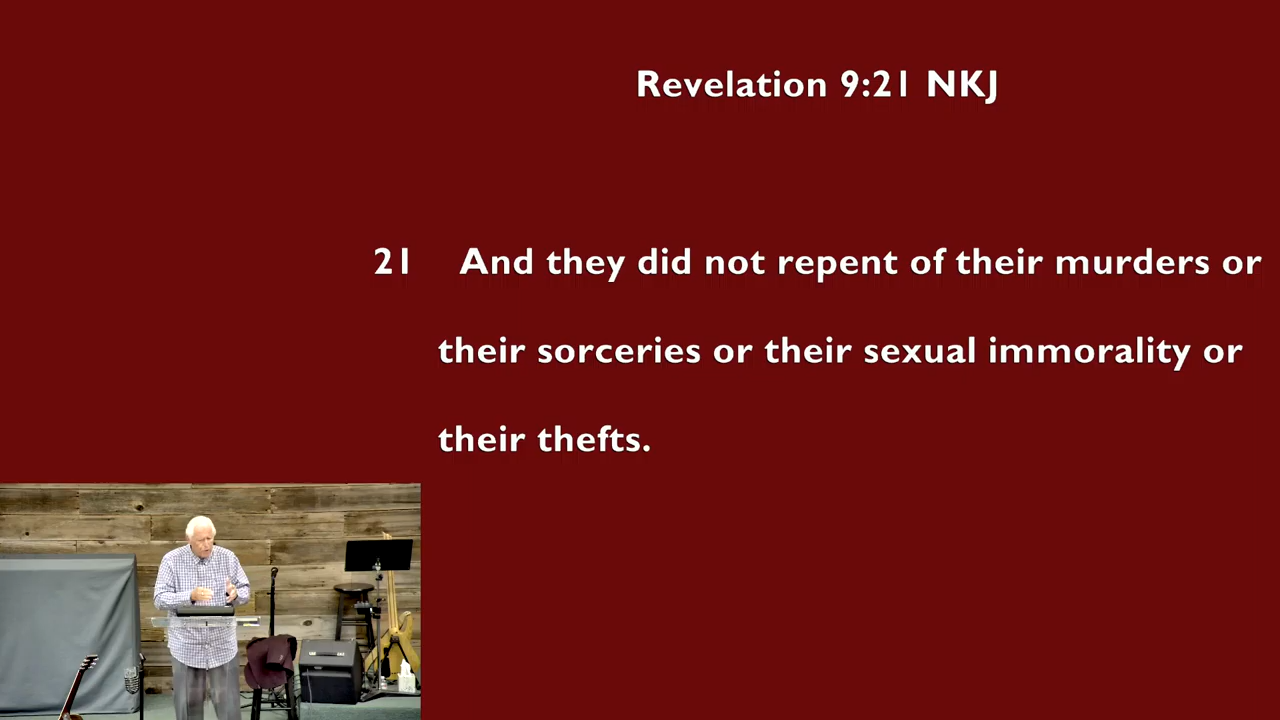 Revelation 9:21 NKJ
21 And they did not repent of their murders or
their sorceries or their sexual immorality or
their thefts.